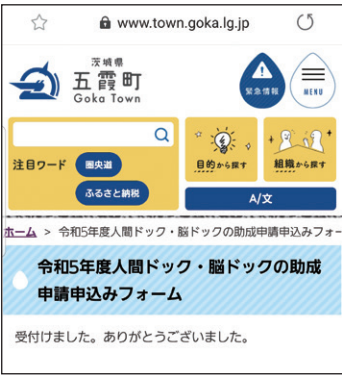 www.town.goka.lg.jp
茨城県
五霞町
Goka Town
緊急情報
MENU
注目ワード
圏央道
ふるさと納税
目的から探す
組織から探す
A/文
ホーム > 令和5年度人間ドック・脳ドックの助成申請申込みフォー
令和5年度人間ドック・脳ドックの助成
申請申込みフォーム
受付けました。ありがとうございました。